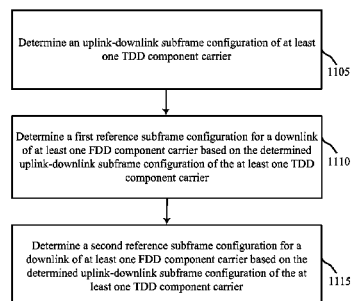 Determine an uplink-downlink subframe configuration of at least
one TDD component carrier
1105
Determine a first reference subframe configuration for a downlink
of at least one FDD component carrier based on the determined
uplink-downlink subframe configuration of the at least one TDD
component carrier
1110
Determine a second reference subframe configuration for a
downlink of at least one FDD component carrier based on the
determined uplink-downlink subframe configuration of the at
least one TDD component carrier
1115